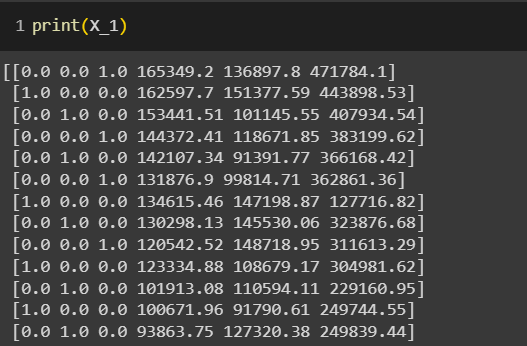 1 print(X_1)
[[0.0 0.0 1.0 165349.2 136897.8 471784.1]
[1.0 0.0 0.0 162597.7 151377.59 443898.53]
[0.0 1.0 0.0 153441.51 101145.55 407934.54]
[0.0 0.0 1.0 144372.41 118671.85 383199.62]
[0.0 1.0 0.0 142107.34 91391.77 366168.42]
[0.0 0.0 1.0 131876.9 99814.71 362861.36]
[1.0 0.0 0.0 134615.46 147198.87 127716.82]
[0.0 1.0 0.0 130298.13 145530.06 323876.68]
[0.0 0.0 1.0 120542.52 148718.95 311613.29]
[1.0 0.0 0.0 123334.88 108679.17 304981.62]
[0.0 1.0 0.0 101913.08 110594.11 229160.95]
[1.0 0.0 0.0 100671.96 91790.61 249744.55]
[0.0 1.0 0.0 93863.75 127320.38 249839.44]